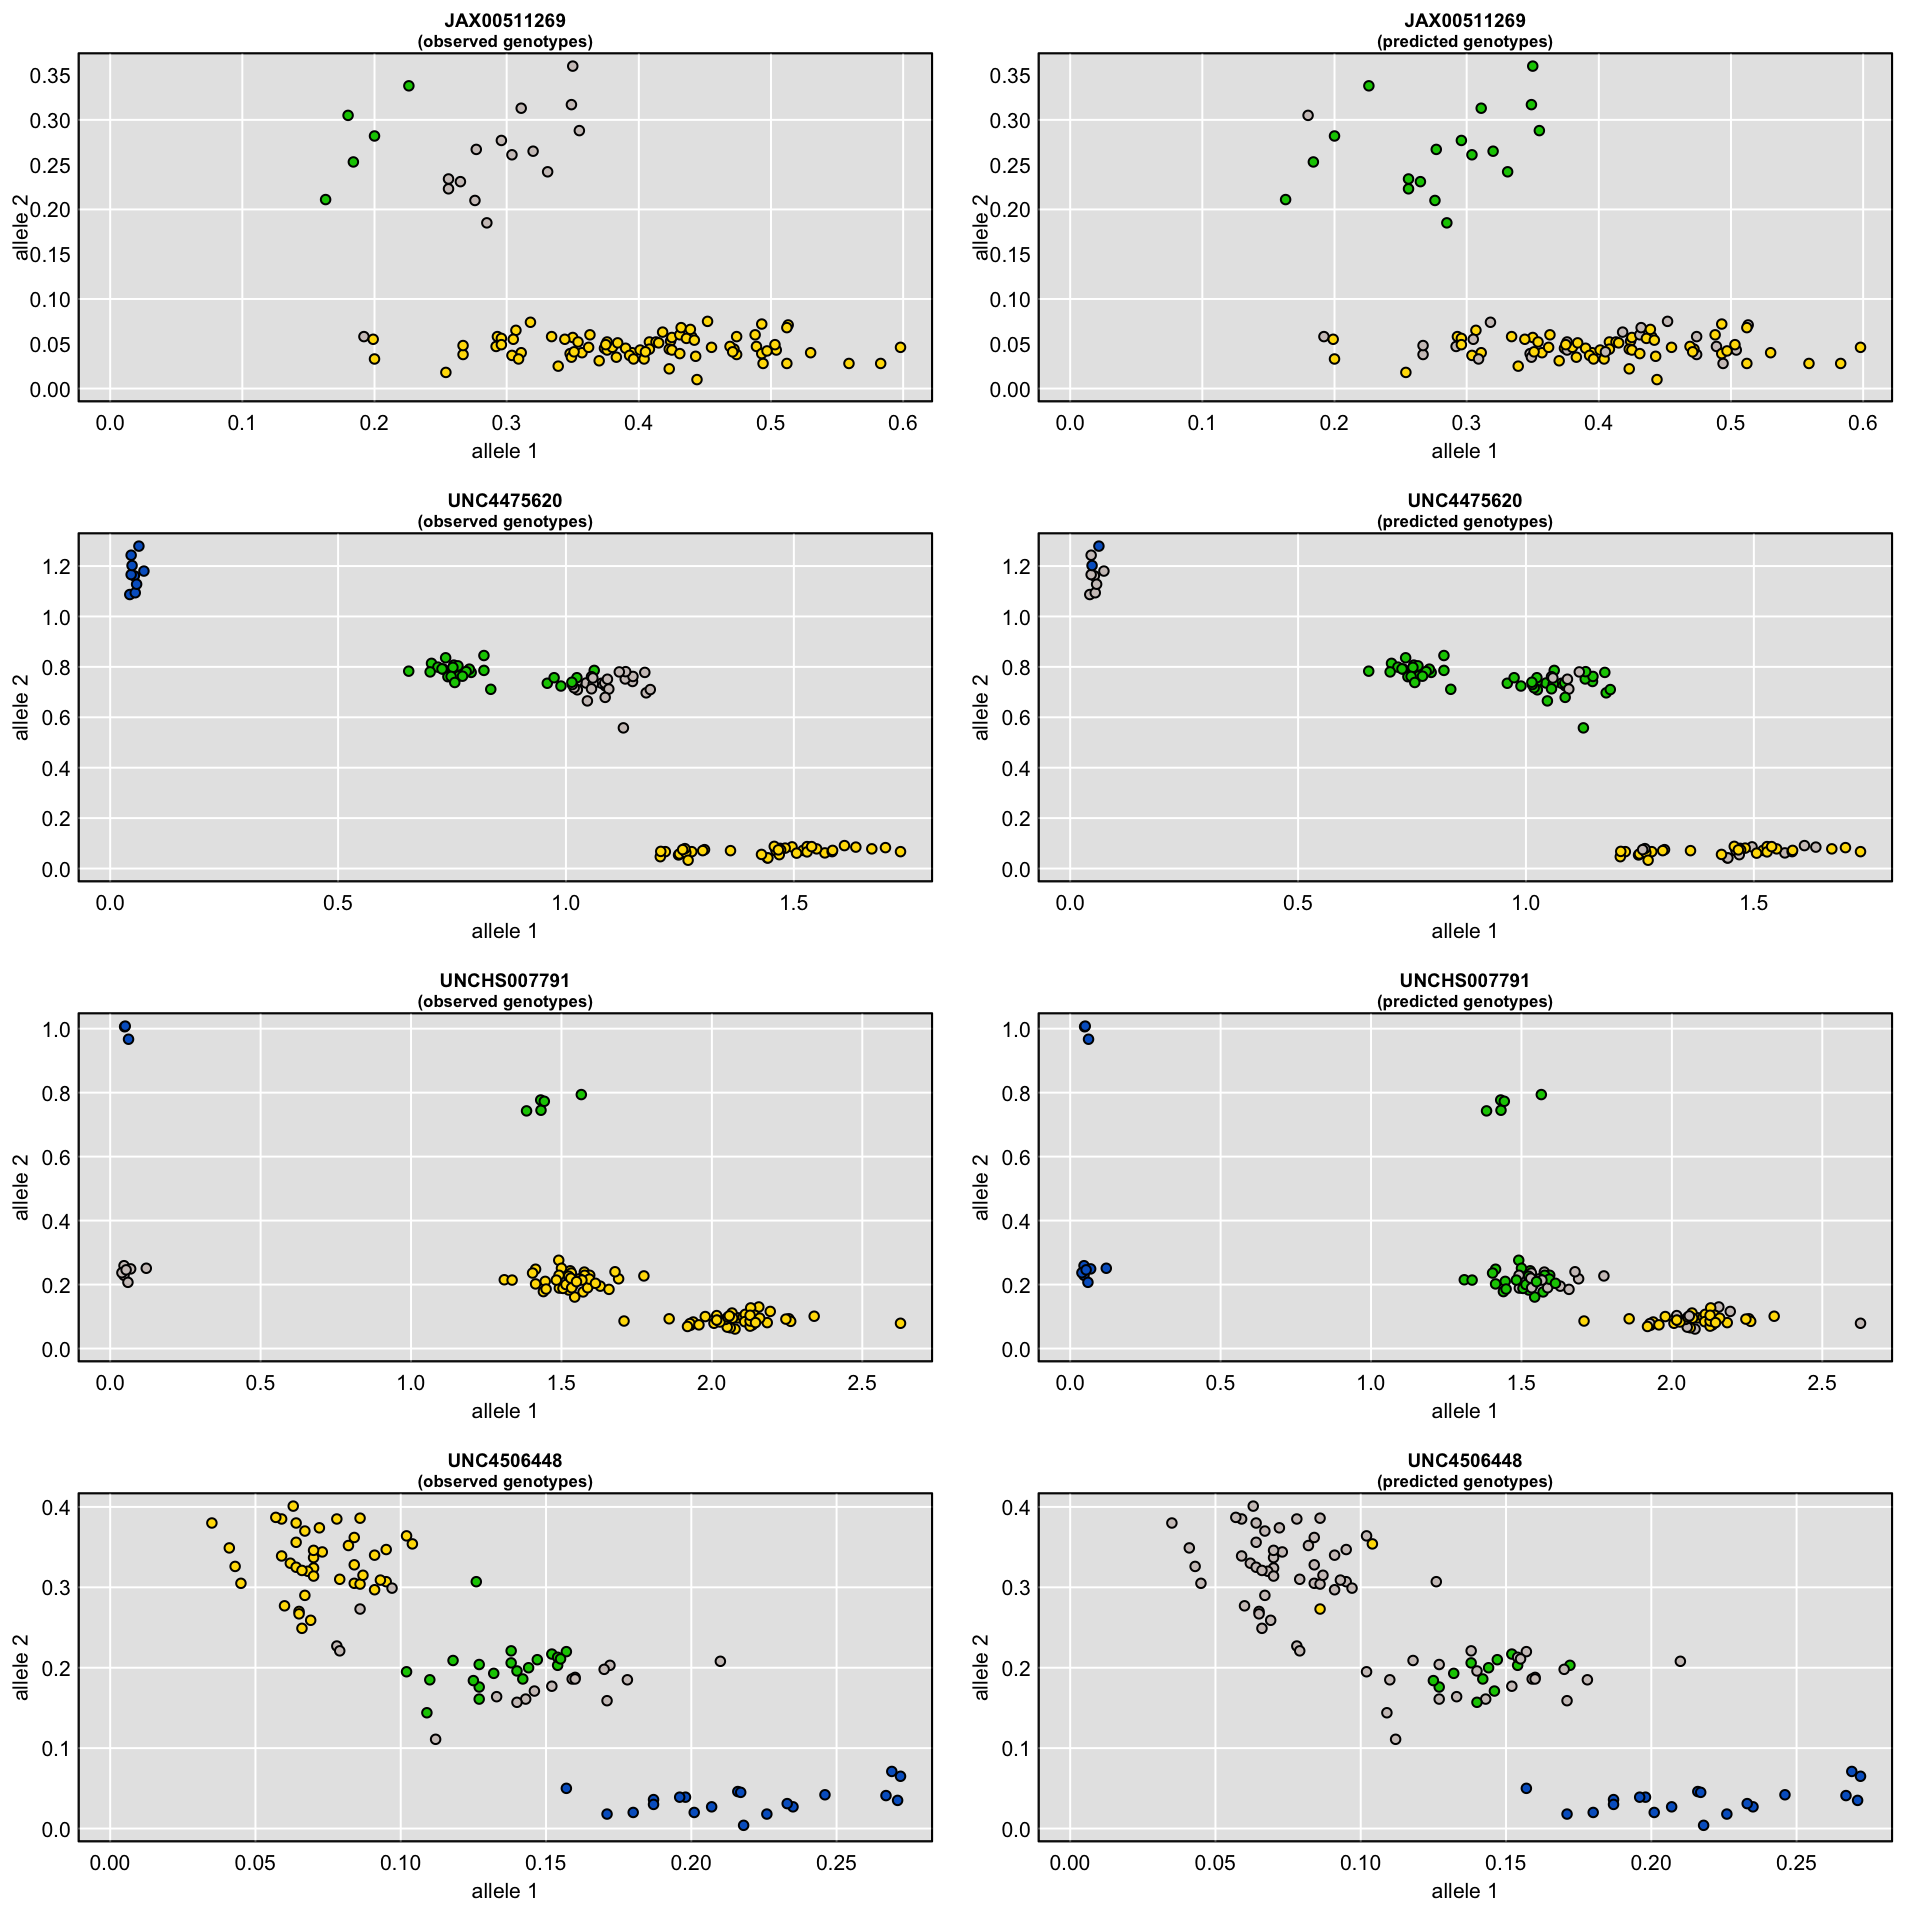 JAX00511269
(observed genotypes)
allele 2
0.35
0.30
0.25
0.20
0.15
0.10
0.05
0.00
0.0 0.1 0.2 0.3 0.4 0.5 0.6
allele 1
JAX00511269
(predicted genotypes)
allele 2
0.35
0.30
0.25
0.20
0.15
0.10
0.05
0.00
0.0 0.1 0.2 0.3 0.4 0.5 0.6
allele 1
UNC4475620
(observed genotypes)
allele 2
1.2
1.0
0.8
0.6
0.4
0.2
0.0
0.0 0.5 1.0 1.5
allele 1
UNC4475620
(predicted genotypes)
allele 2
1.2
1.0
0.8
0.6
0.4
0.2
0.0
0.0 0.5 1.0 1.5
allele 1
UNCHS007791
(observed genotypes)
allele 2
1.0
0.8
0.6
0.4
0.2
0.0
0.0 0.5 1.0 1.5 2.0 2.5
allele 1
UNCHS007791
(predicted genotypes)
allele 2
1.0
0.8
0.6
0.4
0.2
0.0
0.0 0.5 1.0 1.5 2.0 2.5
allele 1
UNC4506448
(observed genotypes)
allele 2
0.4
0.3
0.2
0.1
0.0
0.00 0.05 0.10 0.15 0.20 0.25
allele 1
UNC4506448
(predicted genotypes)
allele 2
0.4
0.3
0.2
0.1
0.0
0.00 0.05 0.10 0.15 0.20 0.25
allele 1